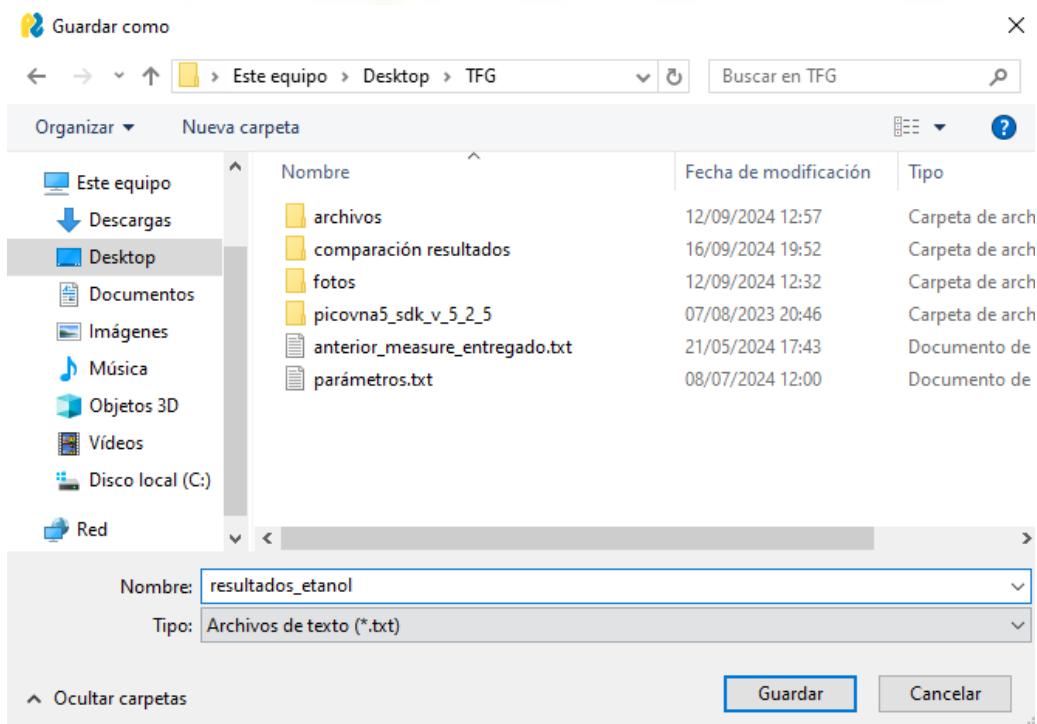 Guardar como
Este equipo > Desktop > TFG
Buscar en TFG
Organizar
Nueva carpeta
Nombre
Fecha de modificación
Tipo
Este equipo
Descargas
Desktop
Documentos
Imágenes
Música
Objetos 3D
Vídeos
Disco local (C:)
Red
archivos 12/09/2024 12:57 Carpeta de arch
comparación resultados 16/09/2024 19:52 Carpeta de arch
fotos 12/09/2024 12:32 Carpeta de arch
picovna5_sdk_v_5_2_5 07/08/2023 20:46 Carpeta de arch
anterior_measure_entregado.txt 21/05/2024 17:43 Documento de
parámetros.txt 08/07/2024 12:00 Documento de
Nombre: resultados_etanol
Tipo: Archivos de texto (*.txt)
Ocultar carpetas
Guardar
Cancelar